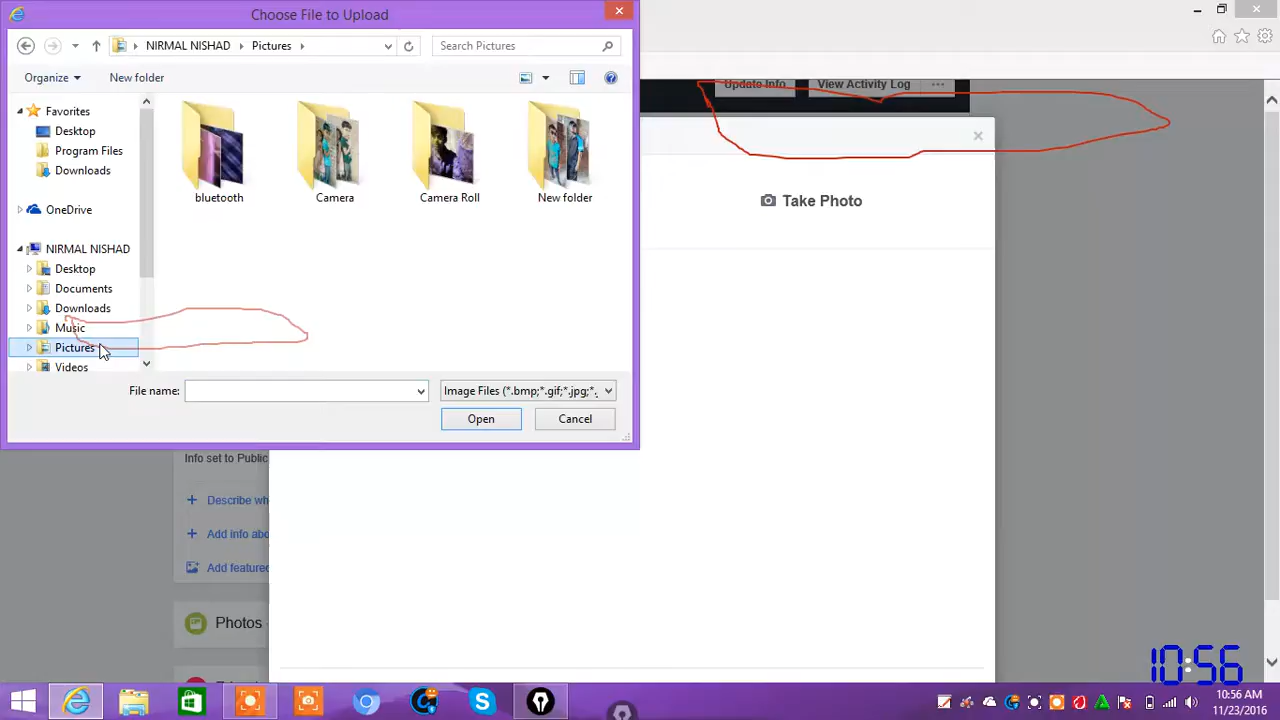 Choose File to Upload
NIRMAL NISHAD
Pictures
Search Pictures
Organize
New folder
Favorites
Desktop
Program Files
Downloads
OneDrive
NIRMAL NISHAD
Desktop
Documents
Downloads
Music
Pictures
Videos
bluetooth
Camera
Camera Roll
New folder
File name:
Image Files (*.bmp;*.gif;*.jpg;*.
Open
Cancel
Update Info
View Activity Log
Take Photo
Info set to Public
Describe wh
Add info abo
Add feature
Photos
10:56
10:56 AM
11/23/2016